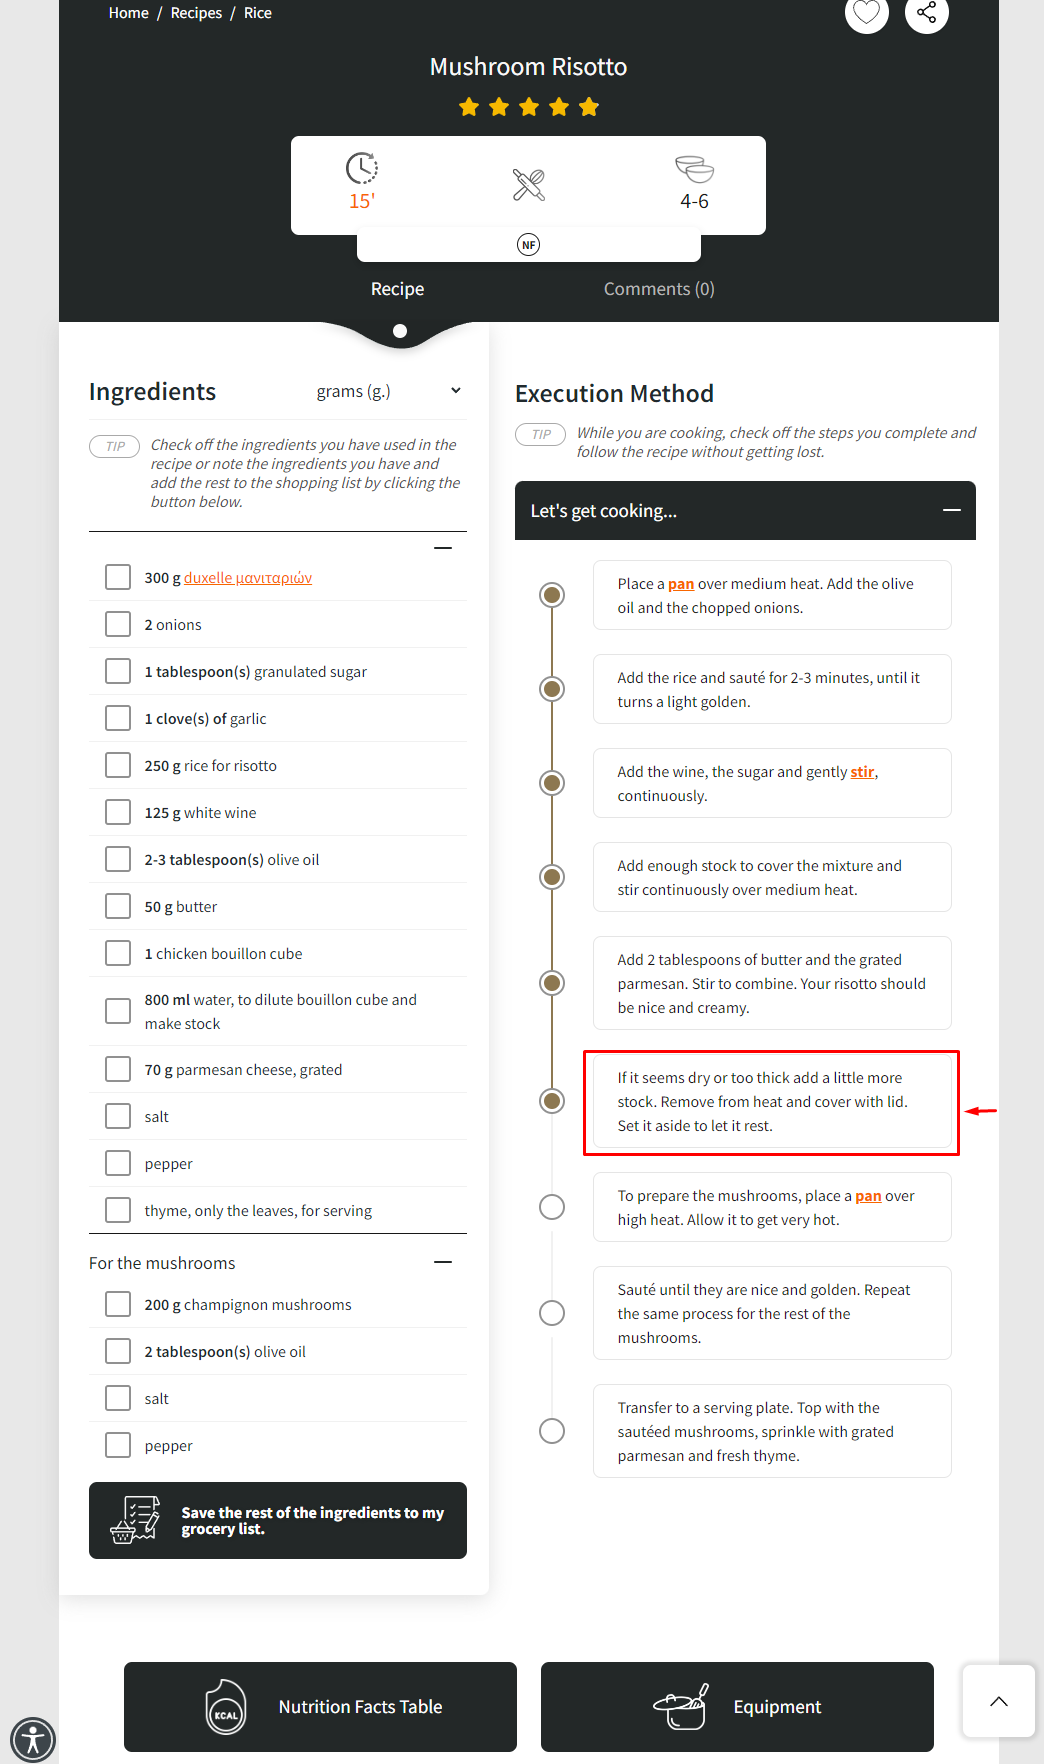 Home / Recipes / Rice
Mushroom Risotto
15'
4-6
NF
Recipe
Comments (0)
Ingredients
grams (g.)
TIP
Check off the ingredients you have used in the
recipe or note the ingredients you have and
add the rest to the shopping list by clicking the
button below.
300 g duxelle μανιταριών
2 onions
1 tablespoon(s) granulated sugar
1 clove(s) of garlic
250 g rice for risotto
125 g white wine
2-3 tablespoon(s) olive oil
50 g butter
1 chicken bouillon cube
800 ml water, to dilute bouillon cube and
make stock
70 g parmesan cheese, grated
salt
pepper
thyme, only the leaves, for serving
For the mushrooms
200 g champignon mushrooms
2 tablespoon(s) olive oil
salt
pepper
Save the rest of the ingredients to my
grocery list.
Execution Method
TIP
While you are cooking, check off the steps you complete and
follow the recipe without getting lost.
Let's get cooking...
Place a pan over medium heat. Add the olive
oil and the chopped onions.
Add the rice and sauté for 2-3 minutes, until it
turns a light golden.
Add the wine, the sugar and gently stir,
continuously.
Add enough stock to cover the mixture and
stir continuously over medium heat.
Add 2 tablespoons of butter and the grated
parmesan. Stir to combine. Your risotto should
be nice and creamy.
If it seems dry or too thick add a little more
stock. Remove from heat and cover with lid.
Set it aside to let it rest.
To prepare the mushrooms, place a pan over
high heat. Allow it to get very hot.
Sauté until they are nice and golden. Repeat
the same process for the rest of the
mushrooms.
Transfer to a serving plate. Top with the
sautéed mushrooms, sprinkle with grated
parmesan and fresh thyme.
KCAL
Nutrition Facts Table
Equipment